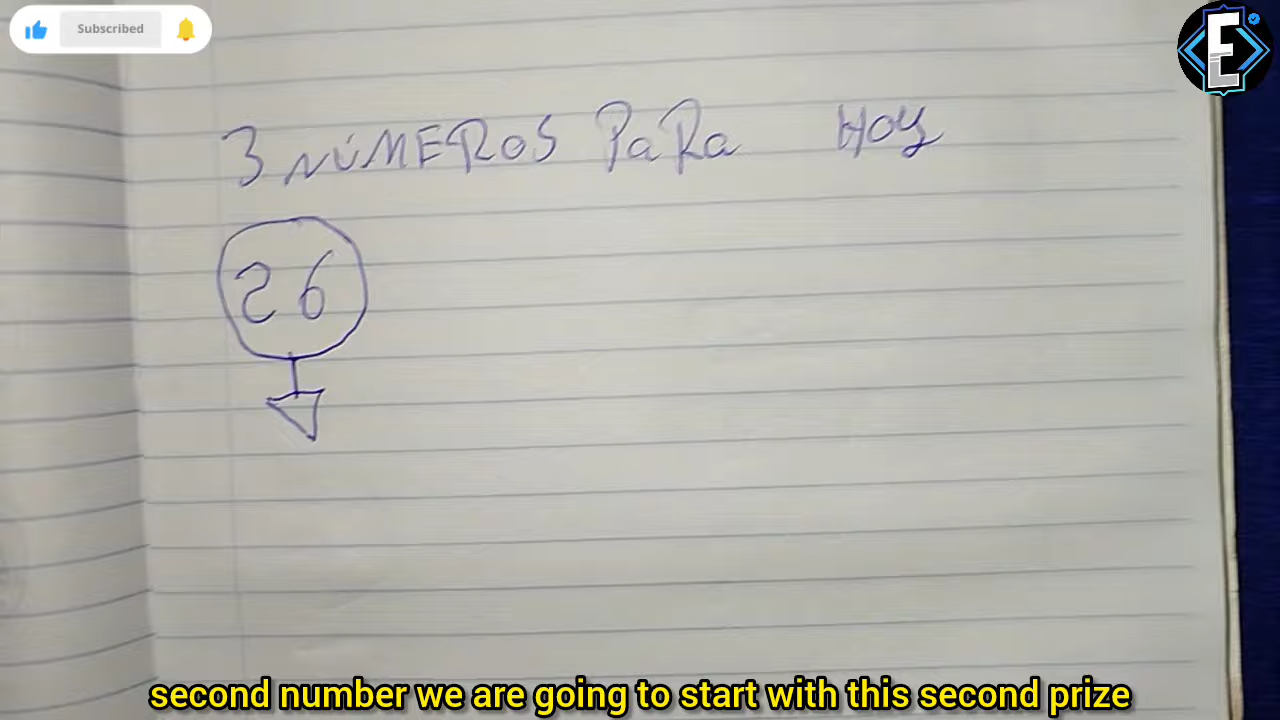 Subscribed
3 NÚMEROS PaRa HOY
26
second number we are going to start with this second prize